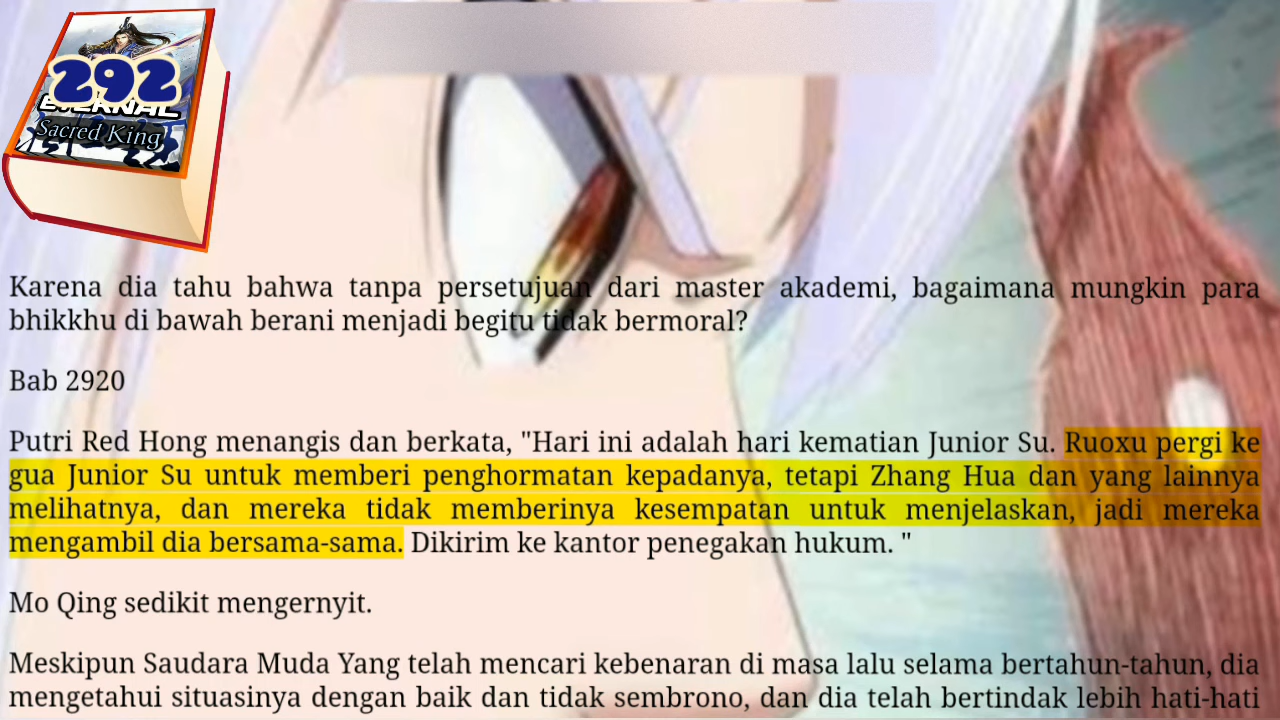 292
ETERNAL
Sacred King
Karena dia tahu bahwa tanpa persetujuan dari master akademi, bagaimana mungkin para
bhikkhu di bawah berani menjadi begitu tidak bermoral?
Bab 2920
Putri Red Hong menangis dan berkata, "Hari ini adalah hari kematian Junior Su. Ruoxu pergi ke
gua Junior Su untuk memberi penghormatan kepadanya, tetapi Zhang Hua dan yang lainnya
melihatnya, dan mereka tidak memberinya kesempatan untuk menjelaskan, jadi mereka
mengambil dia bersama-sama. Dikirim ke kantor penegakan hukum. "
Mo Qing sedikit mengernyit.
Meskipun Saudara Muda Yang telah mencari kebenaran di masa lalu selama bertahun-tahun, dia
mengetahui situasinya dengan baik dan tidak sembrono, dan dia telah bertindak lebih hati-hati